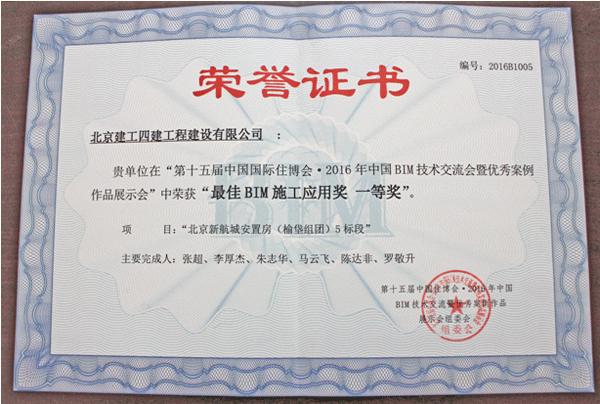 编号：2016B1005
荣誉证书
北京建工四建工程建设有限公司 ：
贵单位在“第十五届中国国际住博会·2016年中国BIM技术交流会暨优秀案例
作品展示会”中荣获“最佳BIM施工应用奖 一等奖”。
项 目：“北京新航城安置房（榆垡组团）5标段”
主要完成人：张超、李厚杰、朱志华、马云飞、陈达非、罗敬升
第十五届中国住博会·2016年中国
BIM技术交流暨优秀案例作品
展示会组委会
组委会
BIM